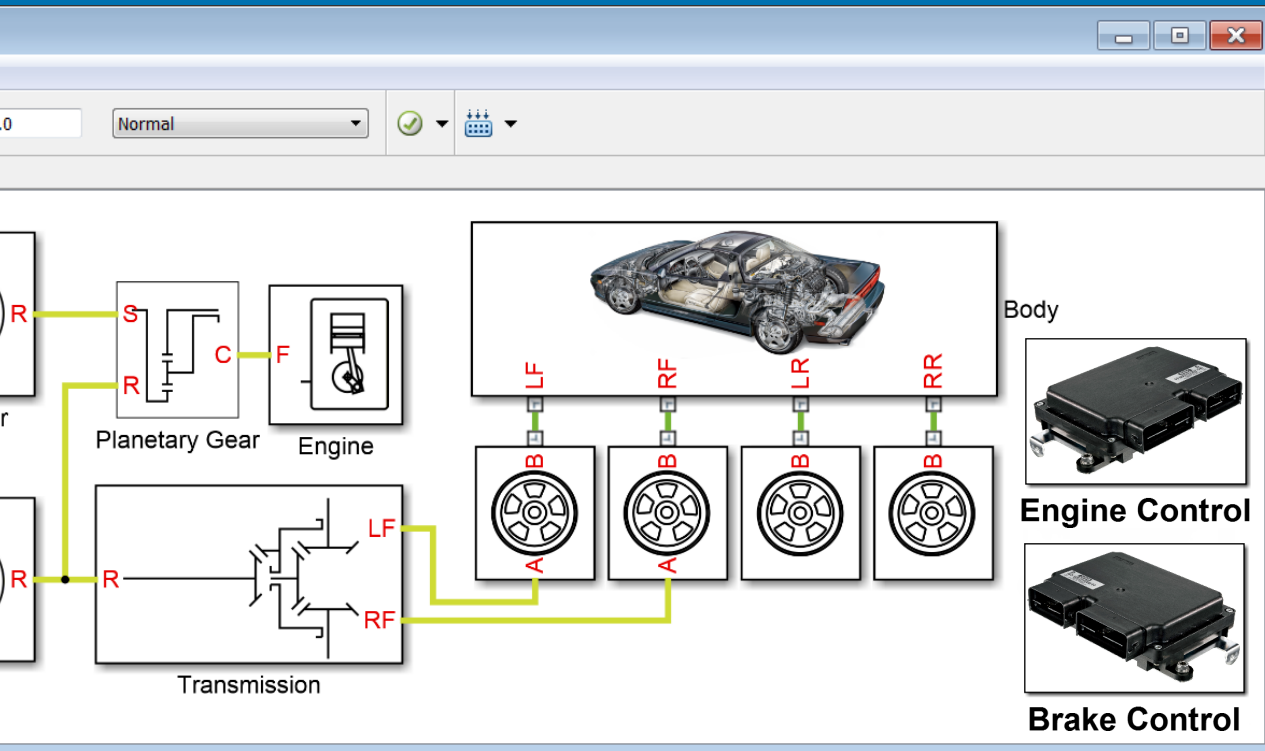 .0
Normal
R
S
C
F
R
r
Planetary Gear
Engine
LF
RF
LR
RR
Body
B
B
B
B
A
A
Engine Control
R
R
LF
RF
Transmission
Brake Control